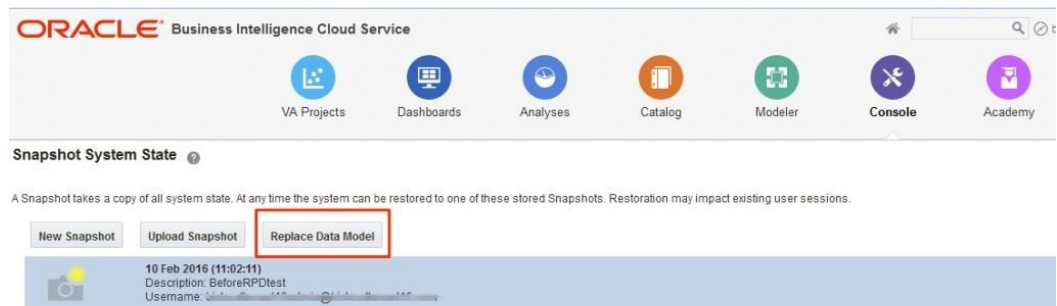 ORACLE Business Intelligence Cloud Service
VA Projects Dashboards Analyses Catalog Modeler Console Academy
Snapshot System State
A Snapshot takes a copy of all system state. At any time the system can be restored to one of these stored Snapshots. Restoration may impact existing user sessions.
New Snapshot Upload Snapshot Replace Data Model
10 Feb 2016 (11:02:11)
Description: BeforeRPDtest
Username: